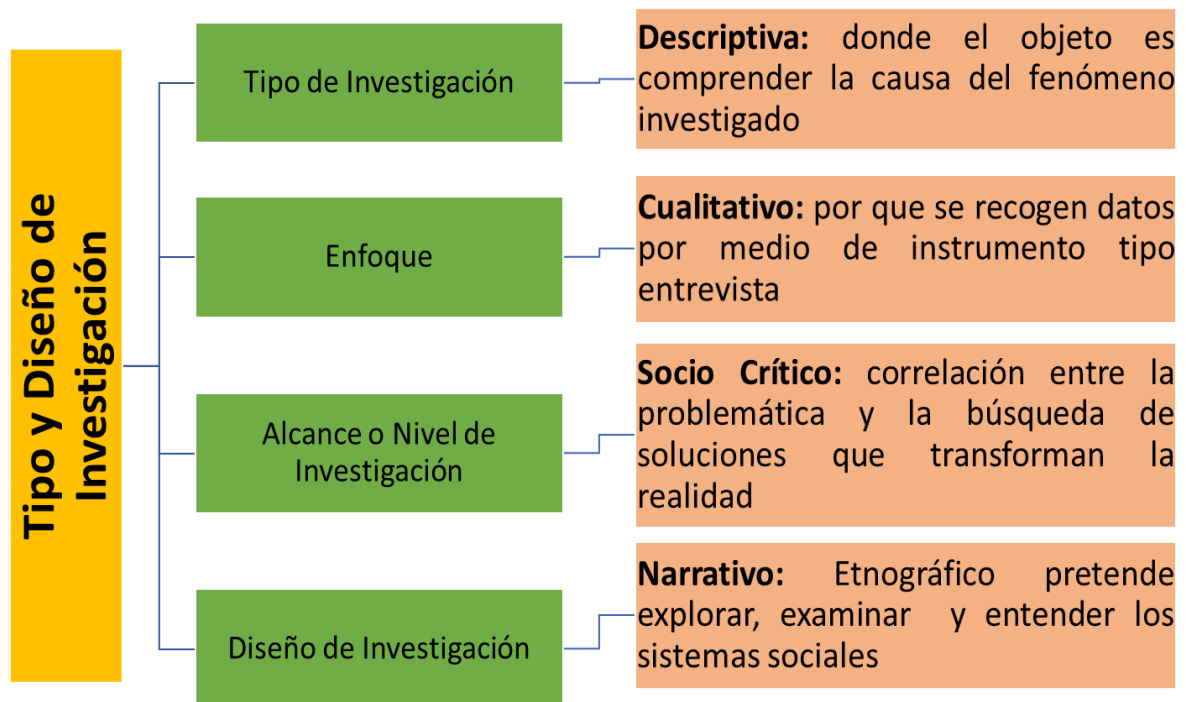 Tipo y Diseño de
Investigación
Tipo de Investigación
Descriptiva: donde el objeto es
comprender la causa del fenómeno
investigado
Enfoque
Cualitativo: por que se recogen datos
por medio de instrumento tipo
entrevista
Alcance o Nivel de
Investigación
Socio Crítico: correlación entre la
problemática y la búsqueda de
soluciones que transforman la
realidad
Diseño de Investigación
Narrativo: Etnográfico pretende
explorar, examinar y entender los
sistemas sociales